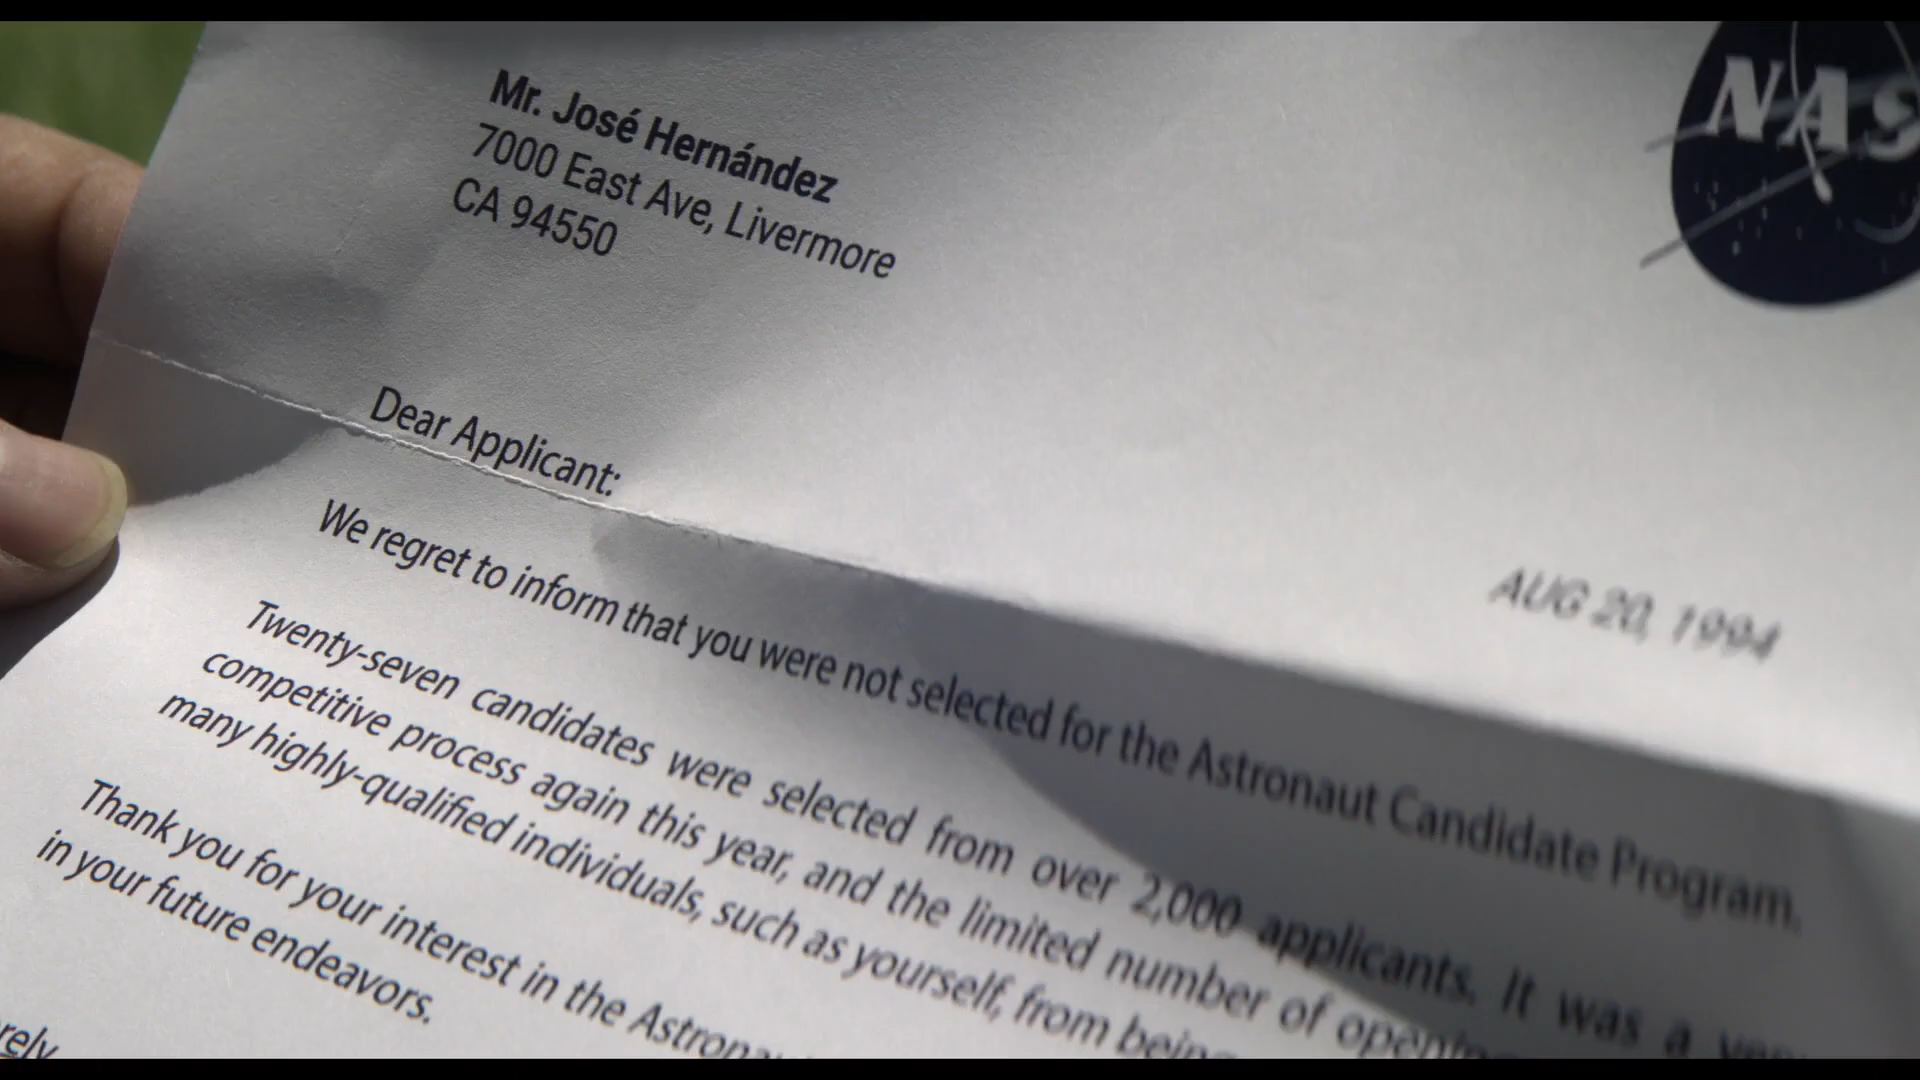 NAS
Mr. José Hernández
7000 East Ave, Livermore
CA 94550
AUG 20, 1994
Dear Applicant:
We regret to inform that you were not selected for the Astronaut Candidate Program.
Twenty-seven candidates were selected from over 2,000 applicants. It was a very
competitive process again this year, and the limited number of
many highly-qualified individuals, such as yourself, from being
Thank you for your interest in the
in your future endeavors.